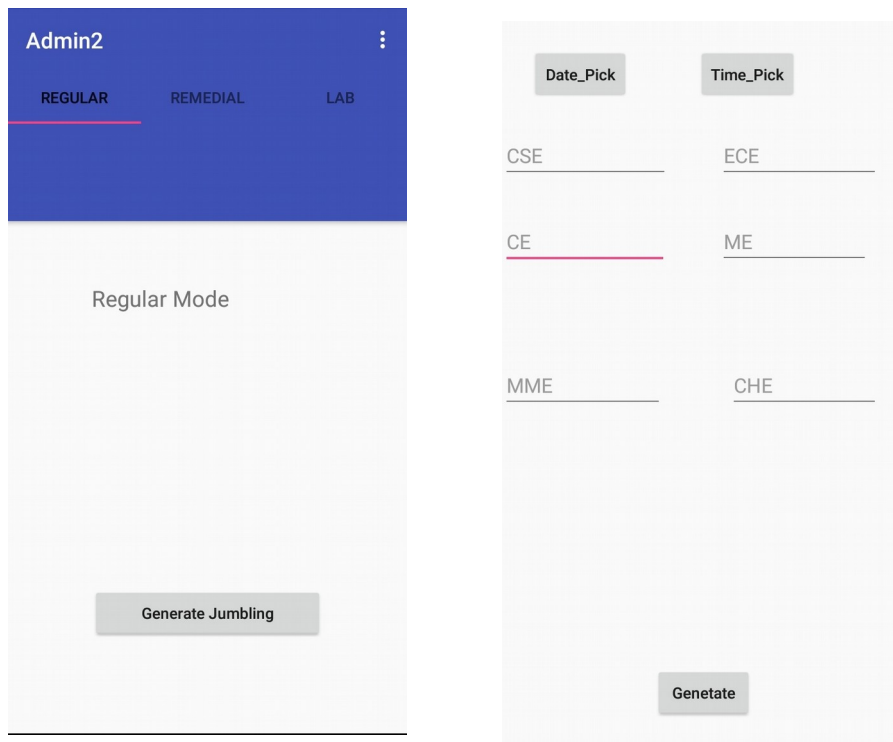 Admin2
REGULAR REMEDIAL LAB
Regular Mode
Generate Jumbling
Date_Pick Time_Pick
CSE ECE
CE ME
MME CHE
Genetate